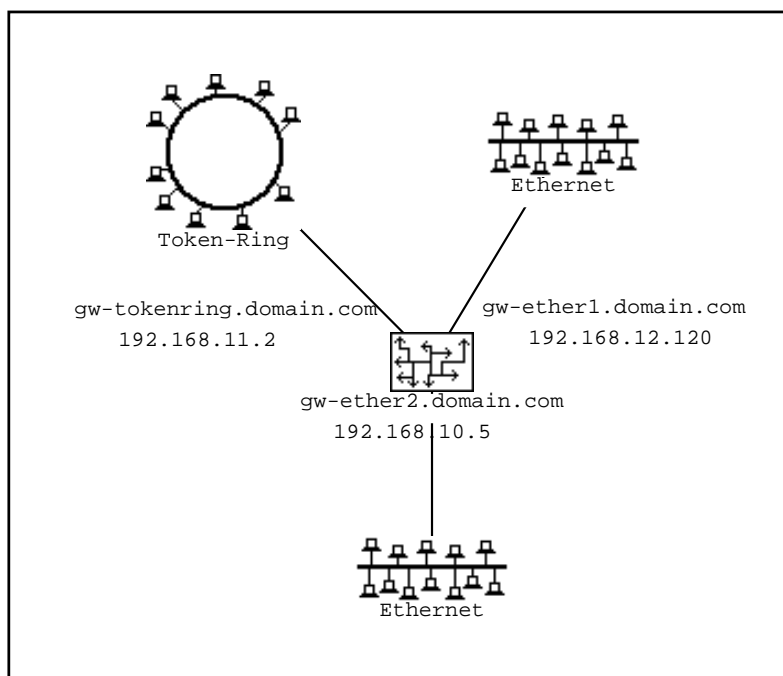 Ethernet
Token-Ring
gw-tokenring.domain.com
192.168.11.2
gw-ether1.domain.com
192.168.12.120
gw-ether2.domain.com
192.168.10.5
Ethernet